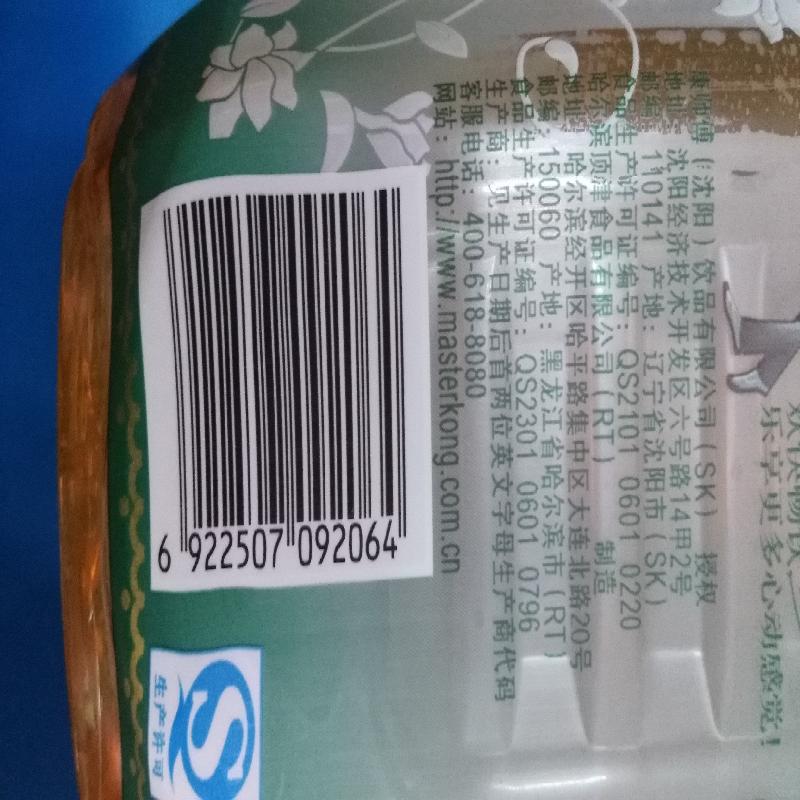 欢快畅饮
乐享更多心动感觉！
康师傅（沈阳）饮品有限公司（SK） 授权
地址：沈阳经济技术开发区六号路14甲2号
邮编：110141 产地：辽宁省沈阳市（SK）
食品生产许可证编号：QS2101 0601 0220
哈尔滨顶津食品有限公司（RT） 制造
地址：哈尔滨经开区哈平路集中区大连北路20号
邮编：150060 产地：黑龙江省哈尔滨市（RT）
食品生产许可证编号：QS2301 0601 0796
生产商：见生产日期后首两位英文字母生产商代码
客服电话：400-618-8080
网站：http://www.masterkong.com.cn
6 922507 092064
生产许可